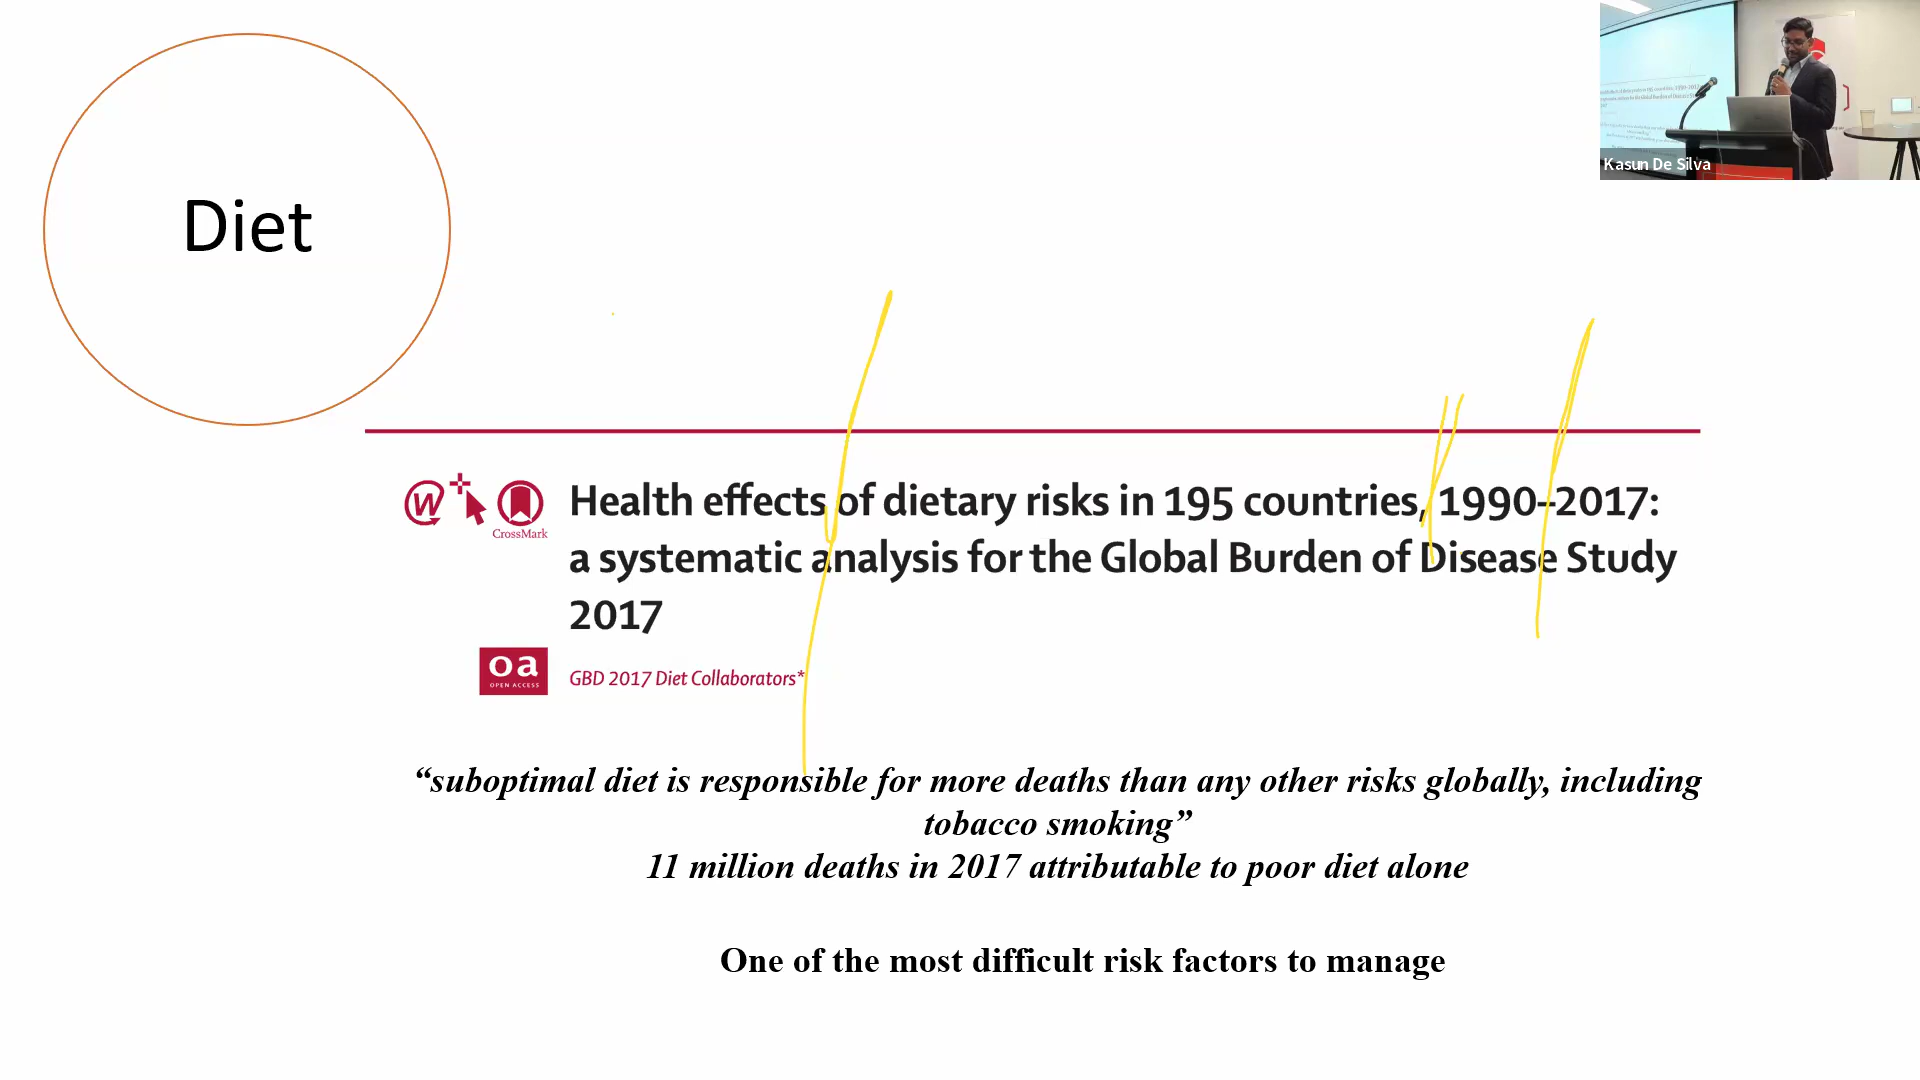 Diet
Kasun De Silva
W
CrossMark
Health effects of dietary risks in 195 countries, 1990–2017:
a systematic analysis for the Global Burden of Disease Study
2017
oa
OPEN ACCESS
GBD 2017 Diet Collaborators*
“suboptimal diet is responsible for more deaths than any other risks globally, including
tobacco smoking”
11 million deaths in 2017 attributable to poor diet alone
One of the most difficult risk factors to manage